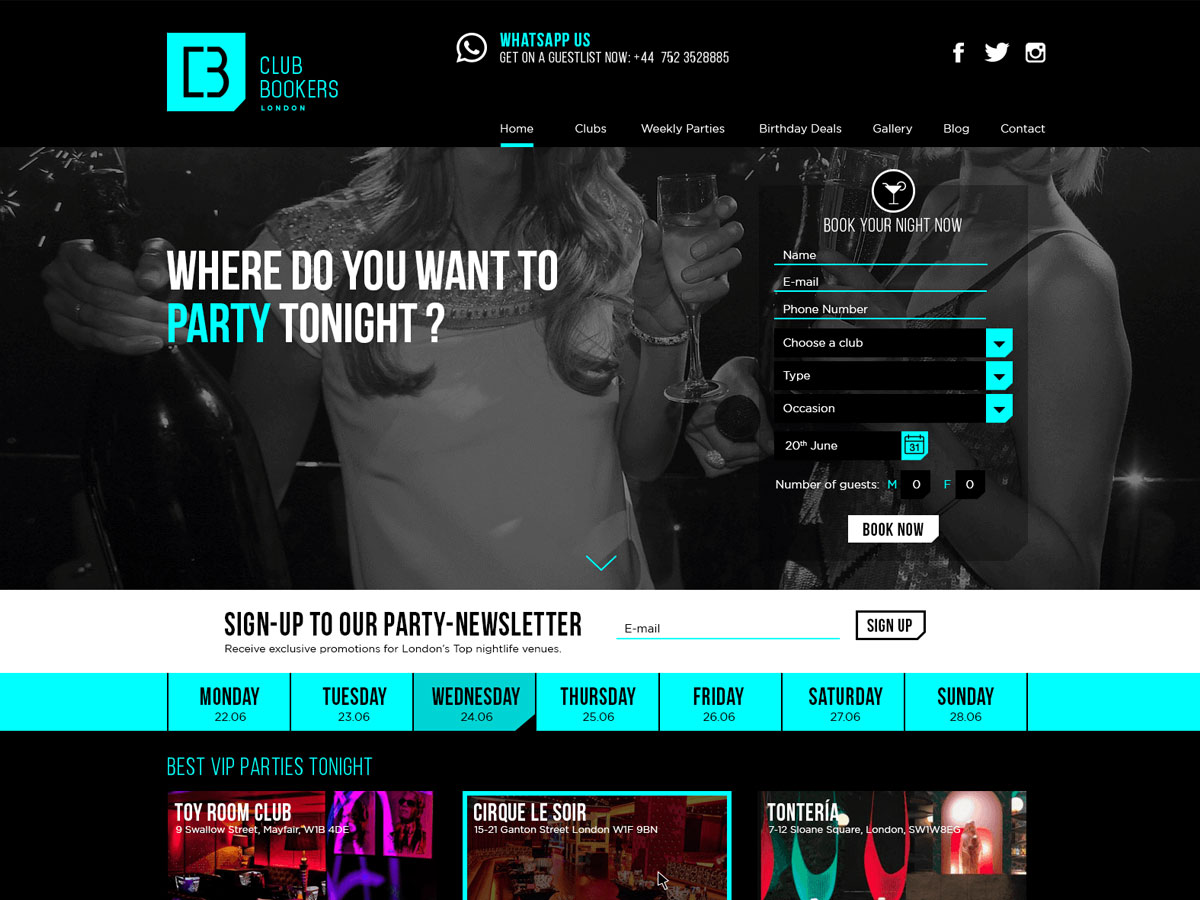 CLUB
BOOKERS
LONDON
WHATSAPP US
GET ON A GUESTLIST NOW: +44 752 3528885
Home Clubs Weekly Parties Birthday Deals Gallery Blog Contact
WHERE DO YOU WANT TO
PARTY TONIGHT ?
BOOK YOUR NIGHT NOW
Name
E-mail
Phone Number
Choose a club
Type
Occasion
20th June 31
Number of guests: M 0 F 0
BOOK NOW
SIGN-UP TO OUR PARTY-NEWSLETTER
Receive exclusive promotions for London's Top nightlife venues.
E-mail
SIGN UP
MONDAY TUESDAY WEDNESDAY THURSDAY FRIDAY SATURDAY SUNDAY
22.06 23.06 24.06 25.06 26.06 27.06 28.06
BEST VIP PARTIES TONIGHT
TOY ROOM CLUB
9 Swallow Street, Mayfair, W1B 4DE
CIRQUE LE SOIR
15-21 Ganton Street London W1F 9BN
TONTERÍA
7-12 Sloane Square, London, SW1W8EG